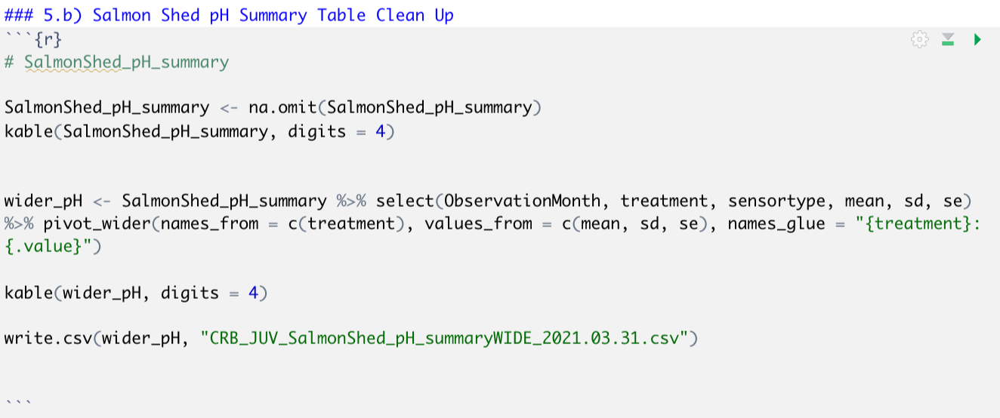 ### 5.b) Salmon Shed pH Summary Table Clean Up
```{r}
# SalmonShed_pH_summary
SalmonShed_pH_summary <- na.omit(SalmonShed_pH_summary)
kable(SalmonShed_pH_summary, digits = 4)
wider_pH <- SalmonShed_pH_summary %>% select(ObservationMonth, treatment, sensortype, mean, sd, se)
%>% pivot_wider(names_from = c(treatment), values_from = c(mean, sd, se), names_glue = "{treatment}:
{.value}")
kable(wider_pH, digits = 4)
write.csv(wider_pH, "CRB_JUV_SalmonShed_pH_summaryWIDE_2021.03.31.csv")
```